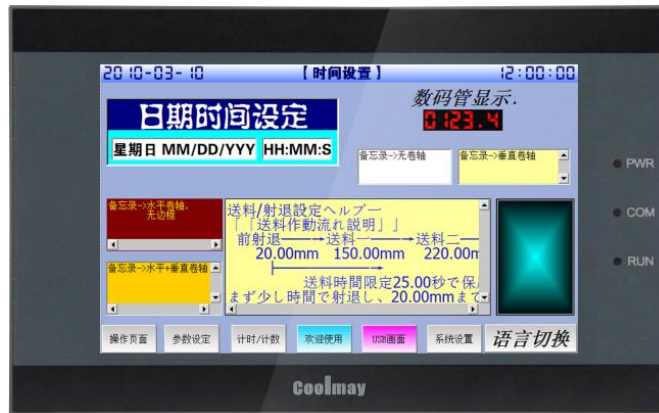 2010-03-10 【时间设置】 12:00:00
日期时间设定
星期日 MM/DD/YYY HH:MM:S
数码管显示.
0123.4
备忘录->无卷轴
备忘录->垂直卷轴
PWR
COM
RUN
备忘录->水平卷轴,
无边框
备忘录->水平+垂直卷轴
送料/射退設定ヘルプー
「「送料作動流れ説明」」
前射退——→送料一——→送料二——
20.00mm 150.00mm 220.00m
送料時間限定25.00秒で保
まず少し時間で射退し、20.00mmまで
操作页面 参数设定 计时/计数 欢迎使用 USB画面 系统设置 语言切换
Coolmay